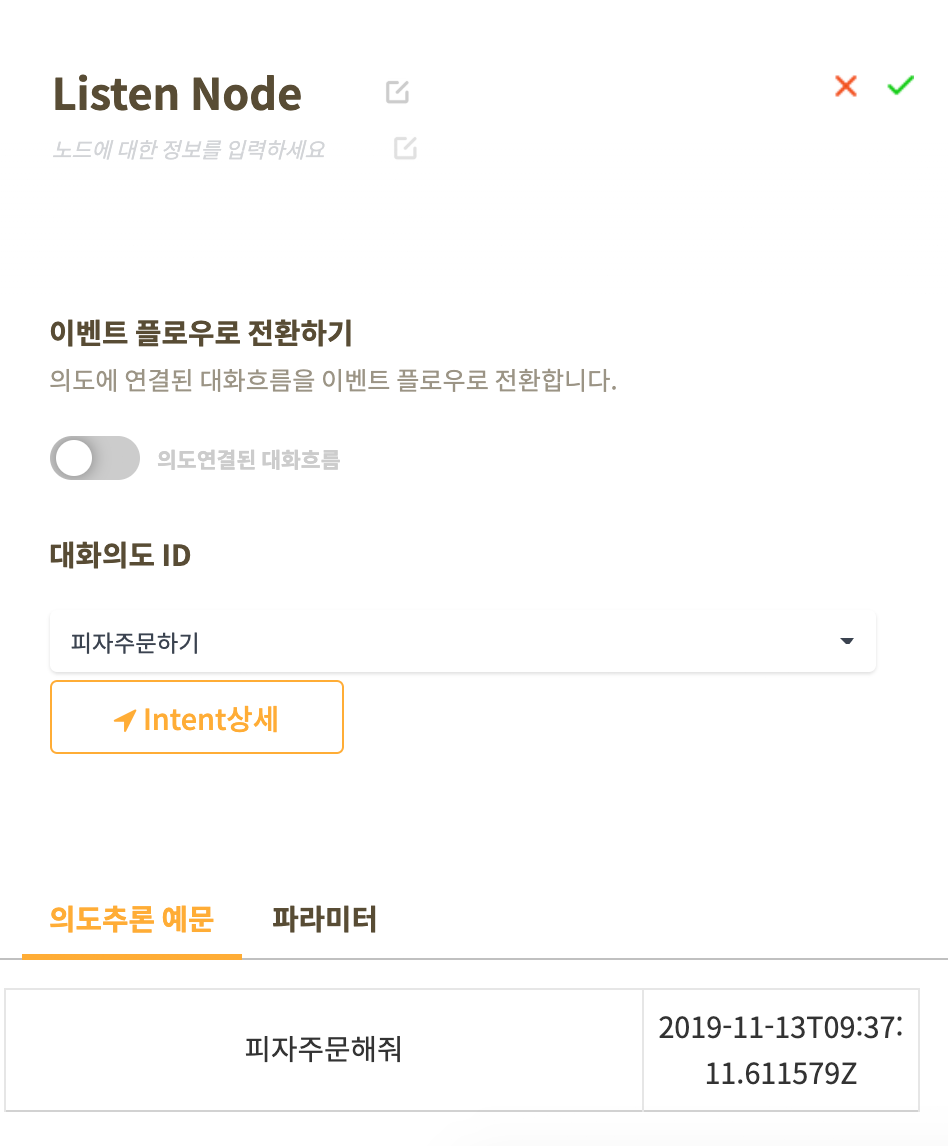 Listen Node
노드에 대한 정보를 입력하세요
이벤트 플로우로 전환하기
의도에 연결된 대화흐름을 이벤트 플로우로 전환합니다.
의도연결된 대화흐름
대화의도 ID
피자주문하기
Intent상세
의도추론 예문 파라미터
피자주문해줘 2019-11-13T09:37:
11.611579Z